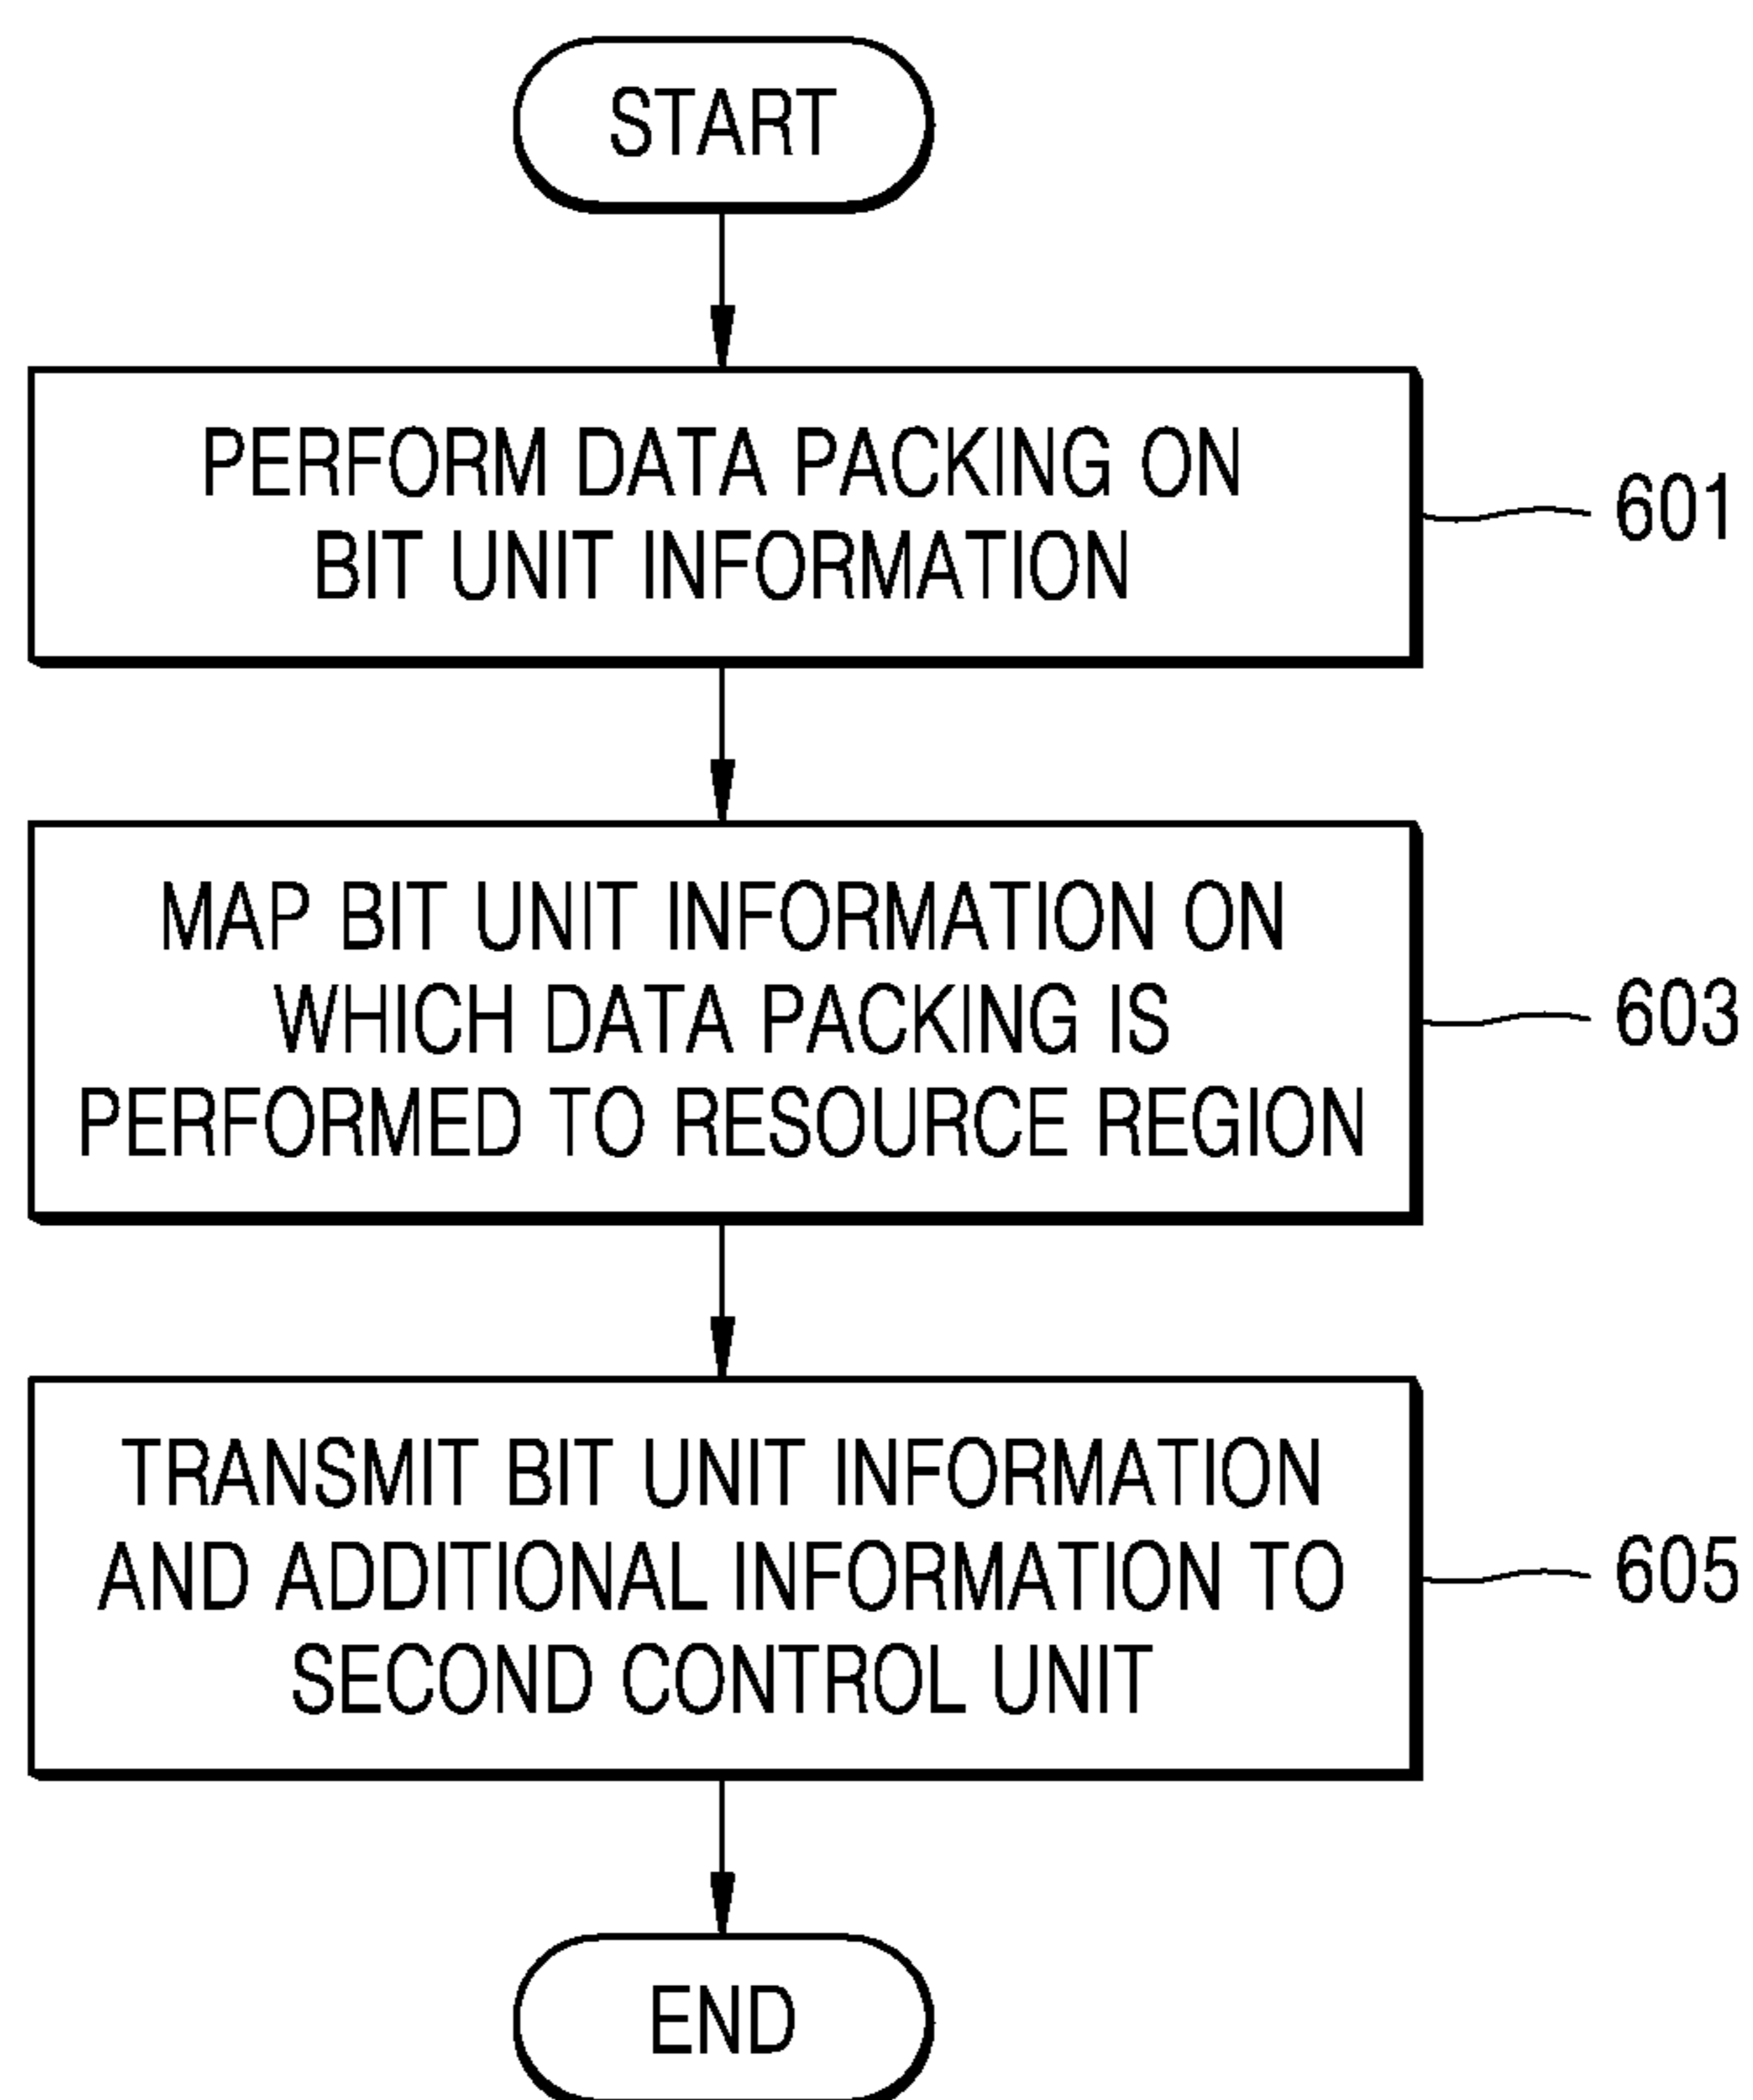 START
PERFORM DATA PACKING ON
BIT UNIT INFORMATION
601
MAP BIT UNIT INFORMATION ON
WHICH DATA PACKING IS
PERFORMED TO RESOURCE REGION
603
TRANSMIT BIT UNIT INFORMATION
AND ADDITIONAL INFORMATION TO
SECOND CONTROL UNIT
605
END